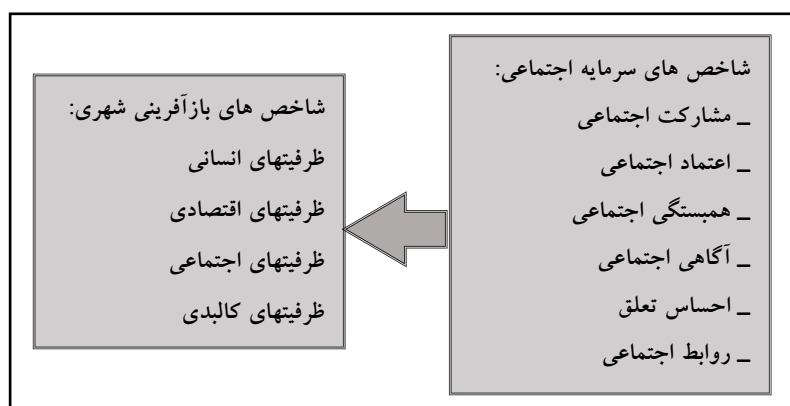 شاخص های سرمایه اجتماعی:
_ مشارکت اجتماعی
_ اعتماد اجتماعی
_ همبستگی اجتماعی
_ آگاهی اجتماعی
_ احساس تعلق
_ روابط اجتماعی
شاخص های بازآفرینی شهری:
ظرفیتهای انسانی
ظرفیتهای اقتصادی
ظرفیتهای اجتماعی
ظرفیتهای کالبدی